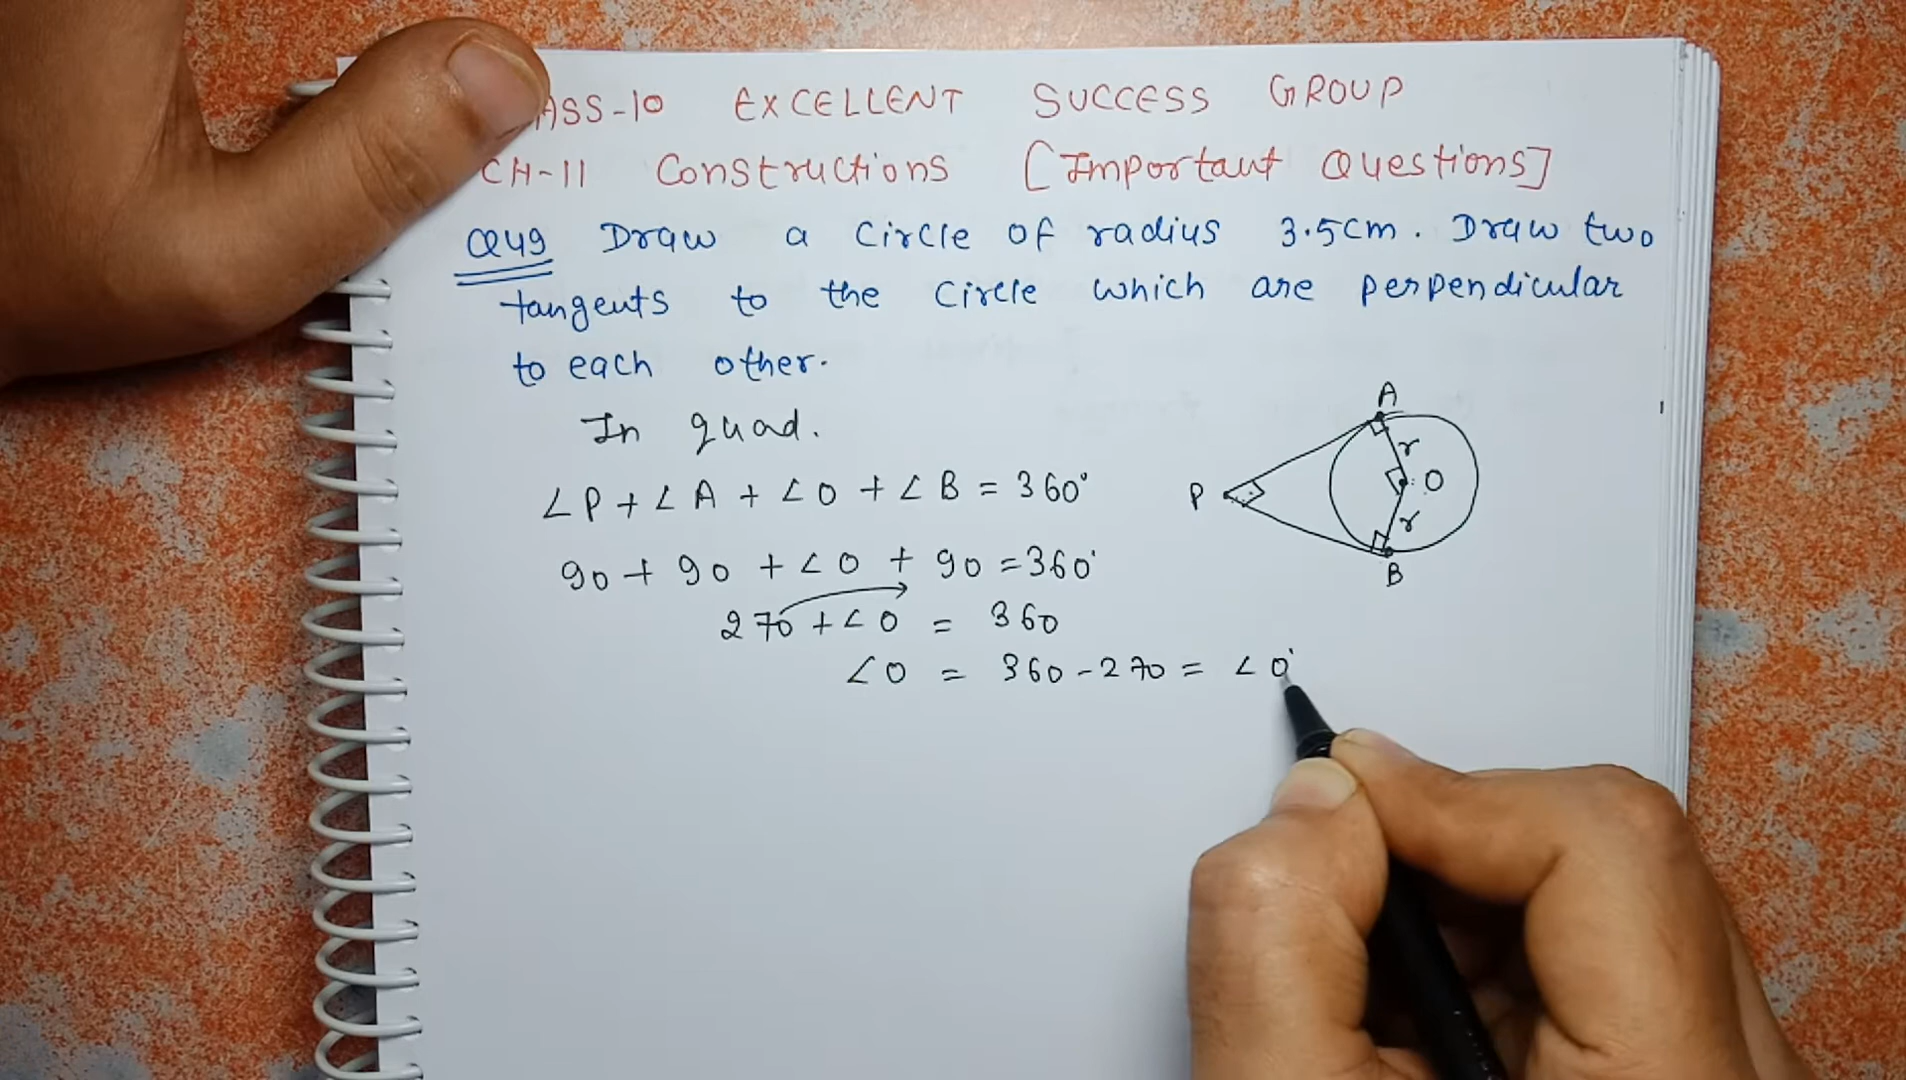 ASS-10 EXCELLENT SUCCESS GROUP
CH-11 Constructions [Important Questions]
Q49 Draw a Circle of radius 3.5cm. Draw two
tangents to the Circle which are perpendicular
to each other.
In quad.
∠P + ∠A + ∠O + ∠B = 360°
90 + 90 + ∠O + 90 = 360°
270 + ∠O = 360
∠O = 360 - 270 = ∠0°
A
r
P
O
r
B